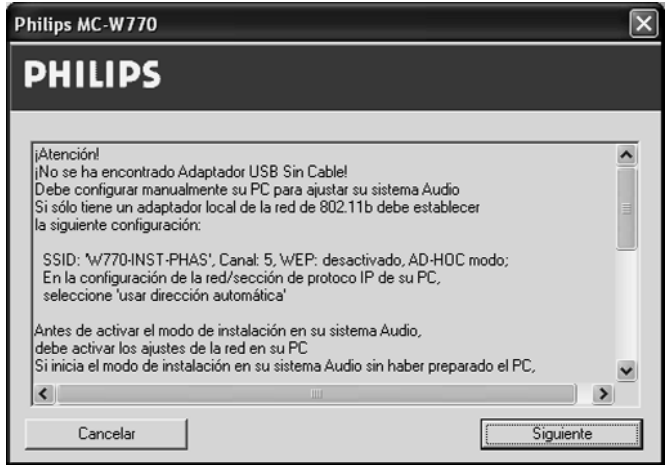 Philips MC-W770
PHILIPS
¡Atención!
¡No se ha encontrado Adaptador USB Sin Cable!
Debe configurar manualmente su PC para ajustar su sistema Audio
Si sólo tiene un adaptador local de la red de 802.11b debe establecer
la siguiente configuración:
SSID: 'W770-INST-PHAS', Canal: 5, WEP: desactivado, AD-HOC modo;
En la configuración de la red/sección de protoco IP de su PC,
seleccione 'usar dirección automática'
Antes de activar el modo de instalación en su sistema Audio,
debe activar los ajustes de la red en su PC
Si inicia el modo de instalación en su sistema Audio sin haber preparado el PC,
Cancelar
Siguiente